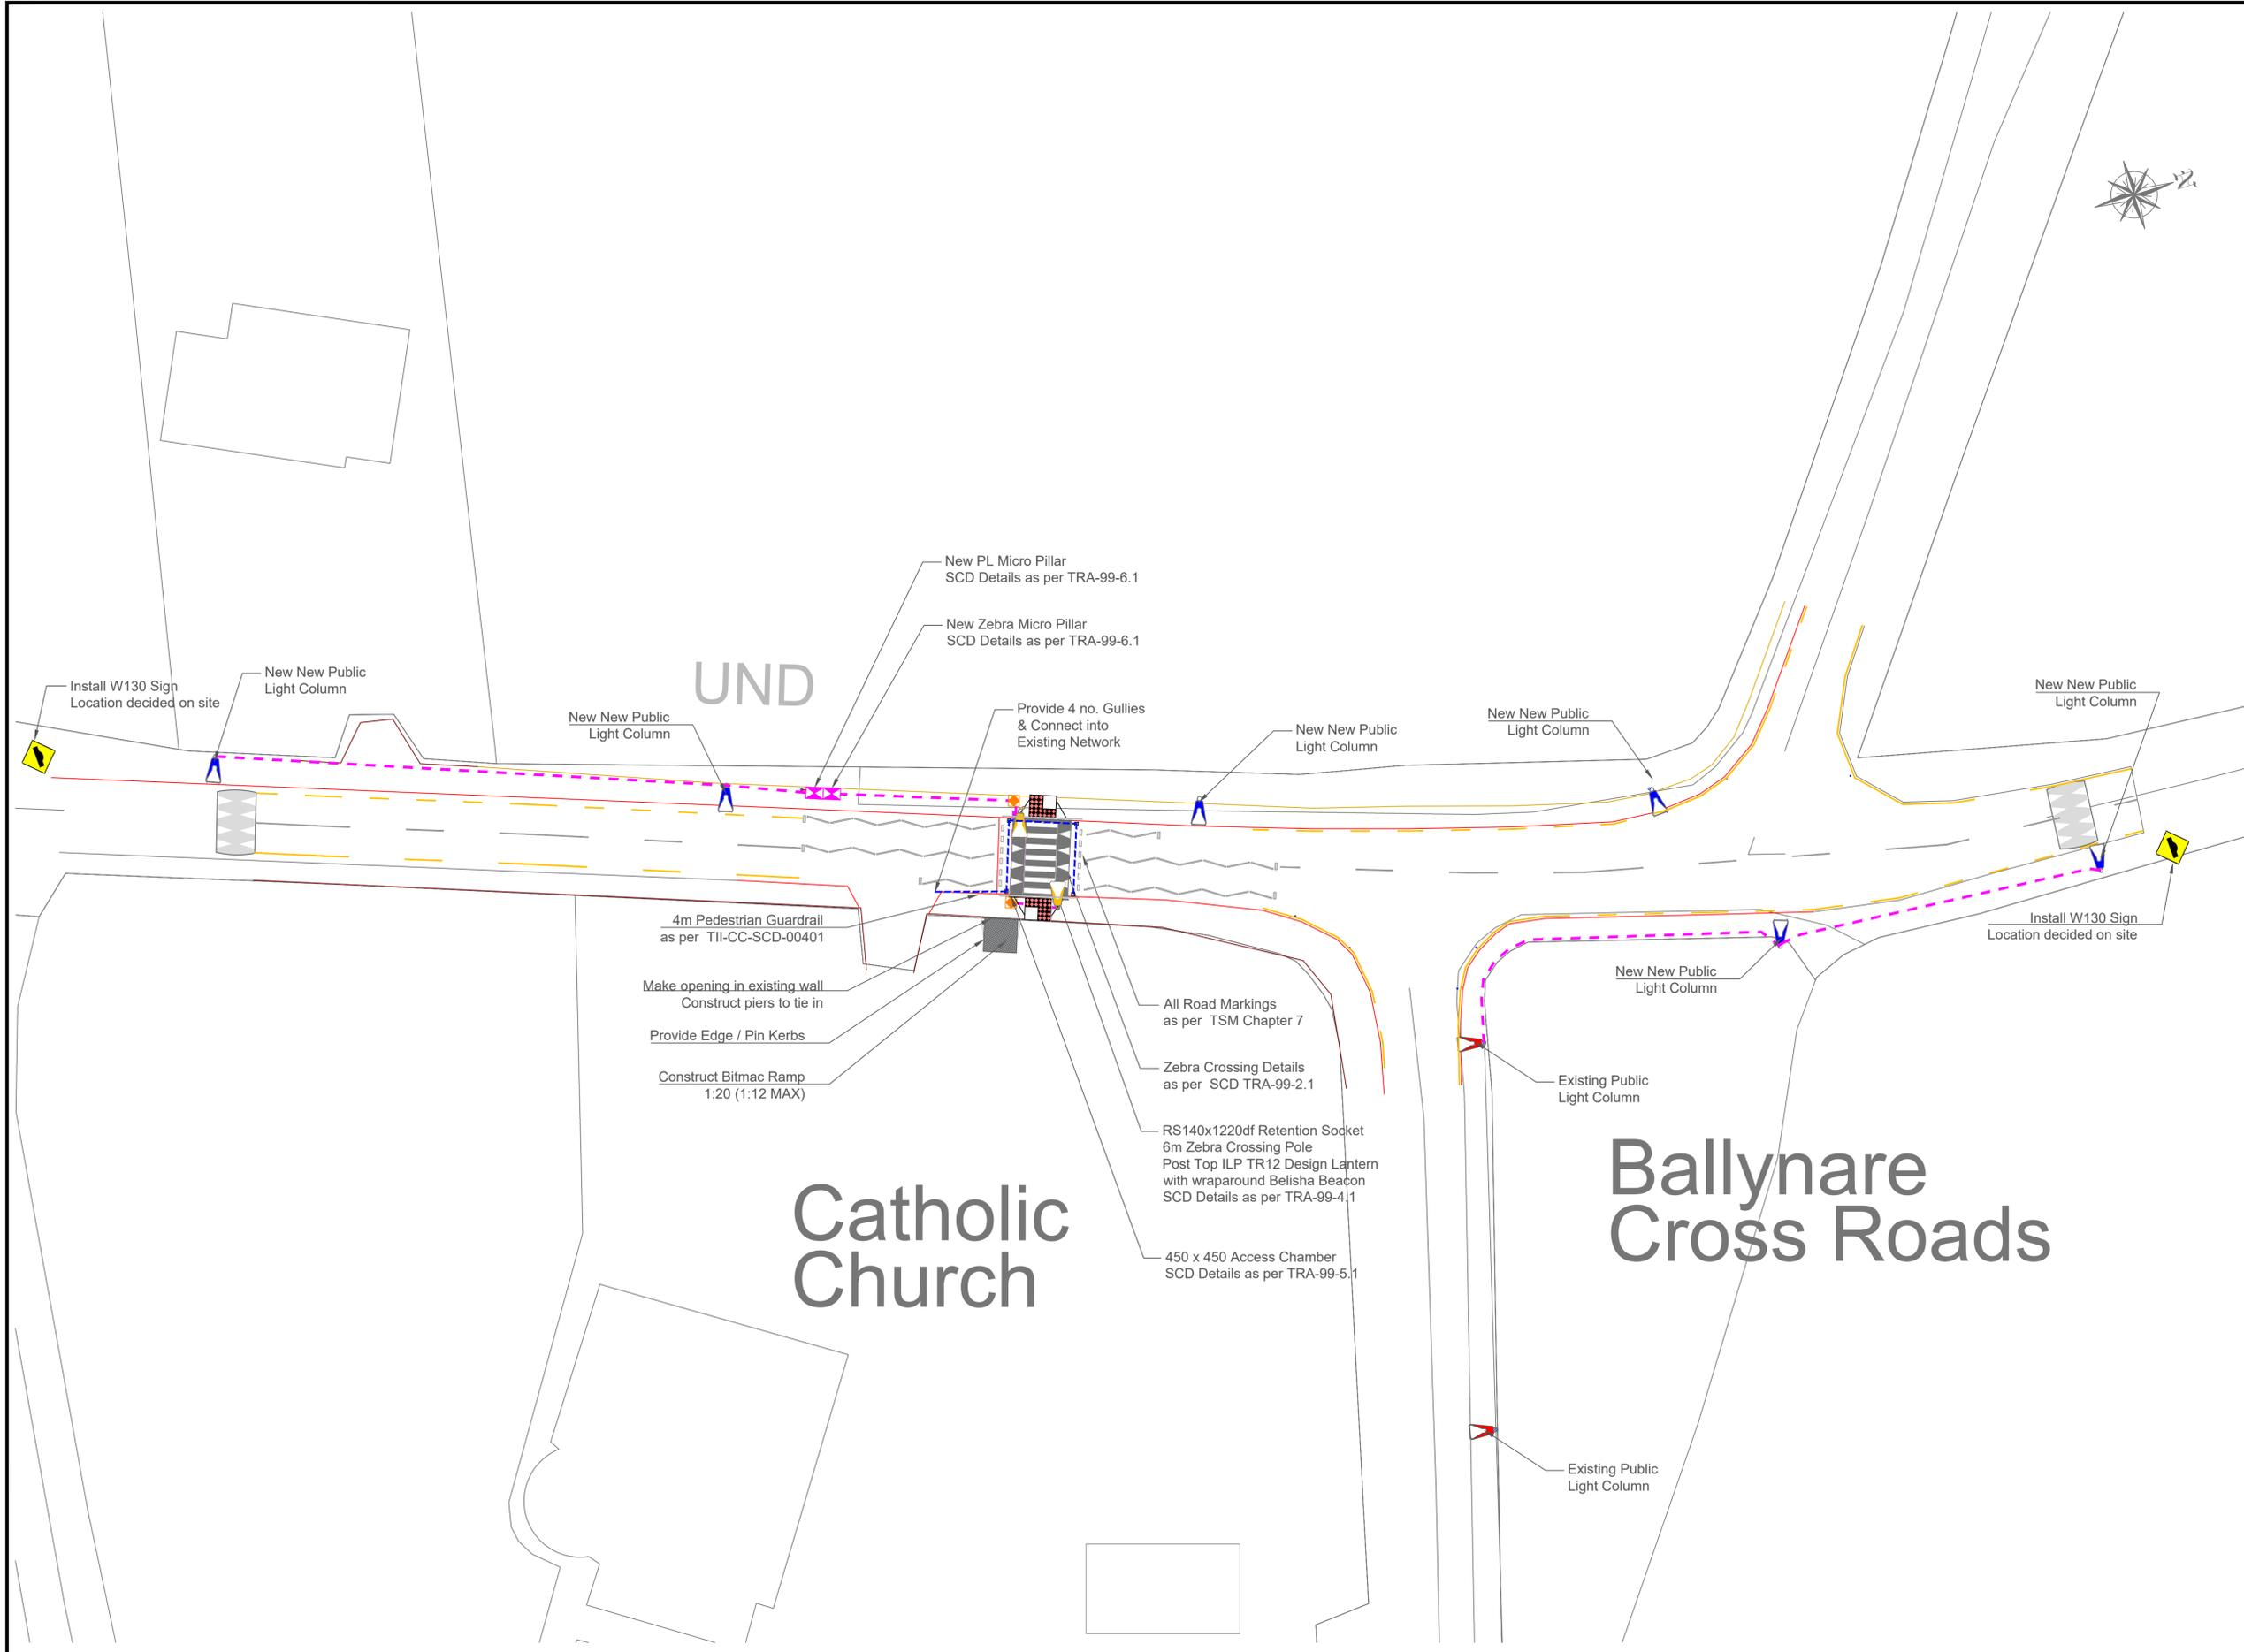 N
New PL Micro Pillar
SCD Details as per TRA-99-6.1
New Zebra Micro Pillar
SCD Details as per TRA-99-6.1
UND
Install W130 Sign
Location decided on site
New New Public
Light Column
New New Public
Light Column
Provide 4 no. Gullies
& Connect into
Existing Network
New New Public
Light Column
New New Public
Light Column
New New Public
Light Column
4m Pedestrian Guardrail
as per TII-CC-SCD-00401
Install W130 Sign
Location decided on site
Make opening in existing wall
Construct piers to tie in
New New Public
Light Column
Provide Edge / Pin Kerbs
Construct Bitmac Ramp
1:20 (1:12 MAX)
All Road Markings
as per TSM Chapter 7
Zebra Crossing Details
as per SCD TRA-99-2.1
Existing Public
Light Column
RS140x1220df Retention Socket
6m Zebra Crossing Pole
Post Top ILP TR12 Design Lantern
with wraparound Belisha Beacon
SCD Details as per TRA-99-4.1
450 x 450 Access Chamber
SCD Details as per TRA-99-5.1
Catholic
Church
Ballynare
Cross Roads
Existing Public
Light Column